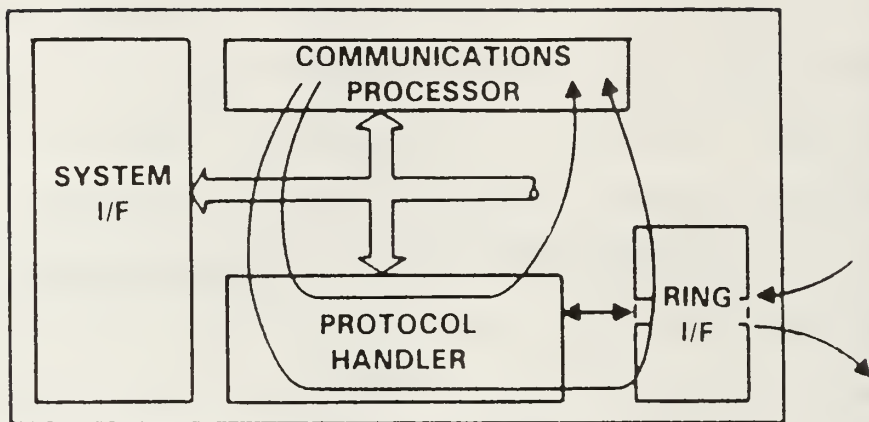 COMMUNICATIONS
PROCESSOR
SYSTEM
I/F
PROTOCOL
HANDLER
RING
I/F